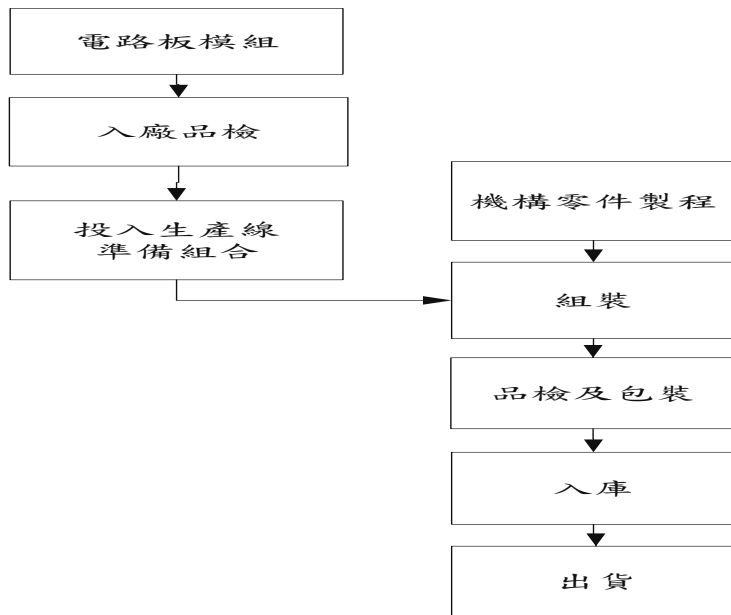 電路板模組
入廠品檢
投入生產線
準備組合
機構零件製程
組裝
品檢及包裝
入庫
出貨